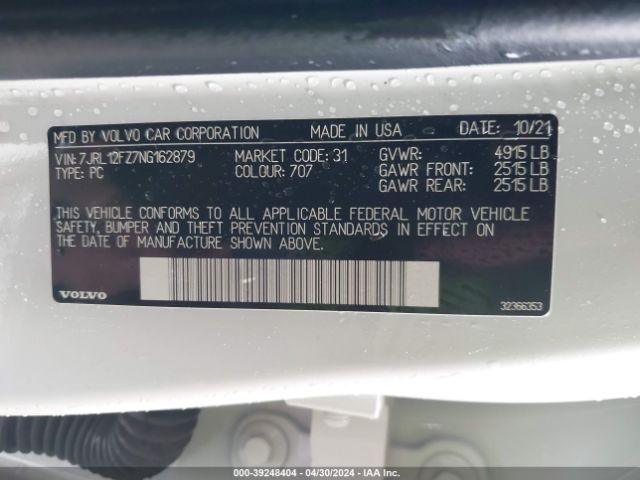 MFD BY VOLVO CAR CORPORATION MADE IN USA DATE: 10/21
VIN: 7JRL12FZ7NG162879 MARKET CODE: 31 GVWR: 4915 LB
TYPE: PC COLOUR: 707 GAWR FRONT: 2515 LB
GAWR REAR: 2515 LB
THIS VEHICLE CONFORMS TO ALL APPLICABLE FEDERAL MOTOR VEHICLE
SAFETY, BUMPER AND THEFT PREVENTION STANDARDS IN EFFECT ON
THE DATE OF MANUFACTURE SHOWN ABOVE.
VOLVO 32366353
000-39248404 - 04/30/2024 - IAA Inc.